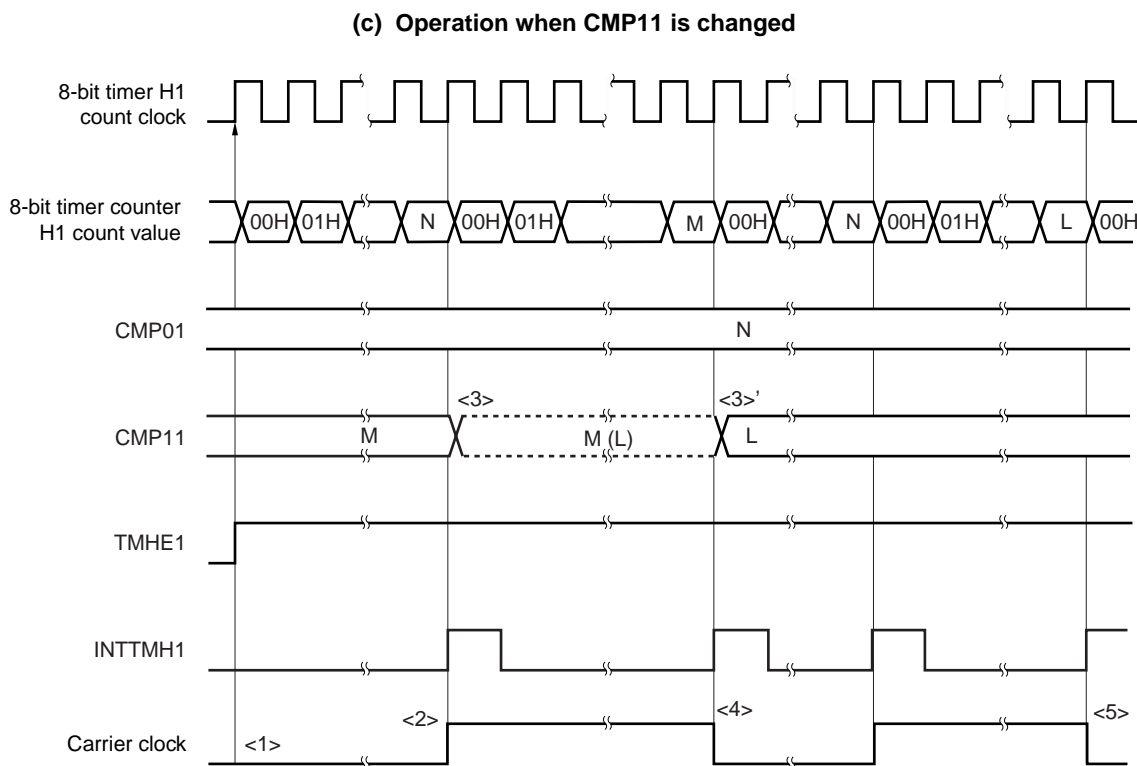 (c) Operation when CMP11 is changed
8-bit timer H1
count clock
8-bit timer counter
H1 count value
00H 01H N 00H 01H M 00H N 00H 01H L 00H
CMP01
N
<3> <3>’
CMP11
M M (L) L
TMHE1
INTTMH1
<2> <4> <5>
Carrier clock
<1>